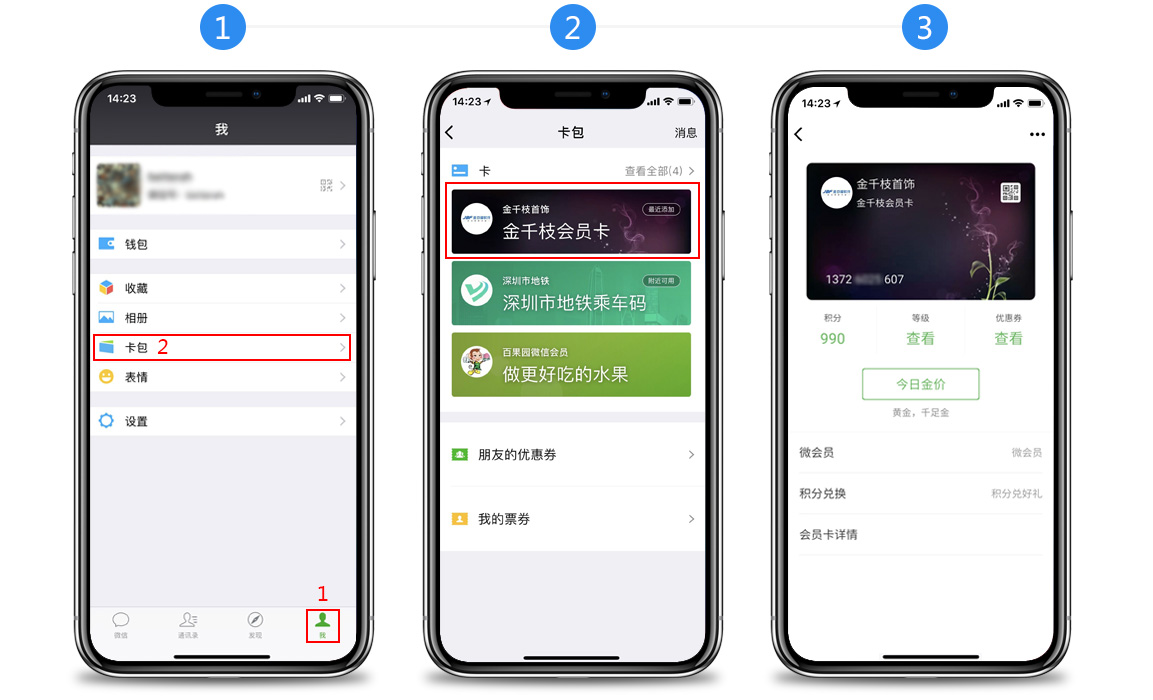 1
2
3
14:23
我
钱包
收藏
相册
卡包 2
表情
设置
1
微信
通讯录
发现
我
14:23
卡包
消息
卡
查看全部(4)
金千枝首饰
最近添加
金千枝会员卡
深圳市地铁
附近可用
深圳市地铁乘车码
百果园微信会员
做更好吃的水果
朋友的优惠券
我的票券
14:23
金千枝首饰
金千枝会员卡
1372 607
积分
等级
优惠券
990
查看
查看
今日金价
黄金，千足金
微会员
微会员
积分兑换
积分兑好礼
会员卡详情